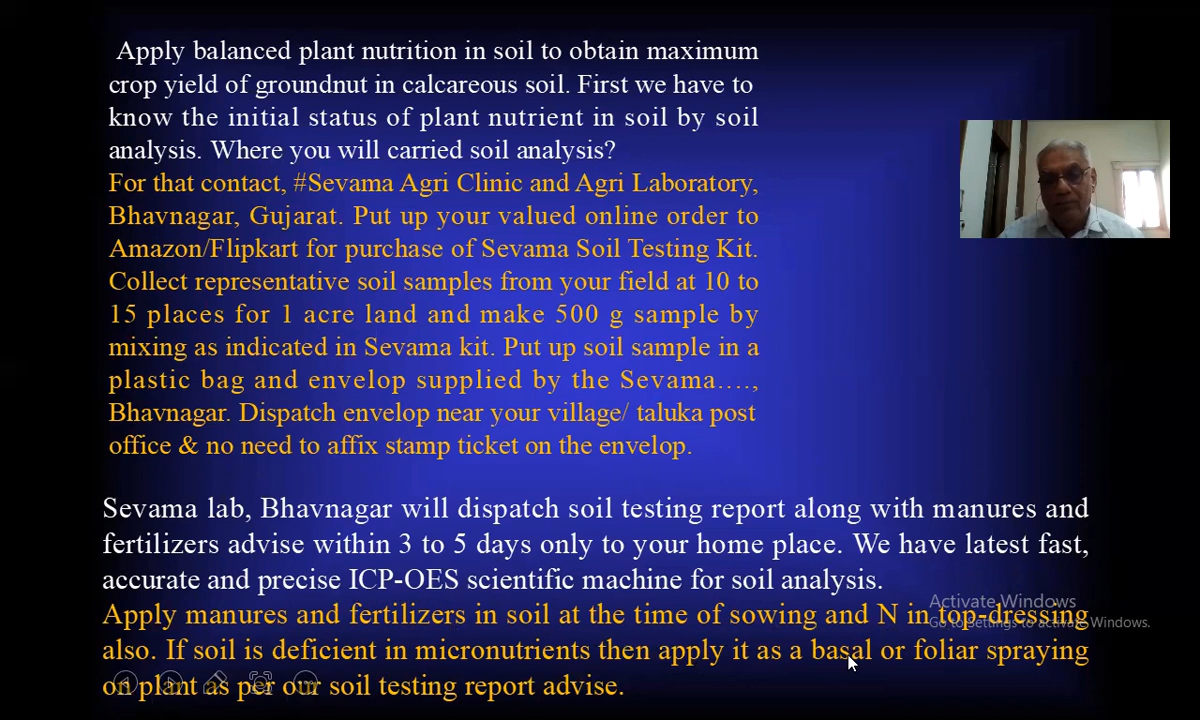 Apply balanced plant nutrition in soil to obtain maximum
crop yield of groundnut in calcareous soil. First we have to
know the initial status of plant nutrient in soil by soil
analysis. Where you will carried soil analysis?
For that contact, #Sevama Agri Clinic and Agri Laboratory,
Bhavnagar, Gujarat. Put up your valued online order to
Amazon/Flipkart for purchase of Sevama Soil Testing Kit.
Collect representative soil samples from your field at 10 to
15 places for 1 acre land and make 500 g sample by
mixing as indicated in Sevama kit. Put up soil sample in a
plastic bag and envelop supplied by the Sevama….,
Bhavnagar. Dispatch envelop near your village/ taluka post
office & no need to affix stamp ticket on the envelop.
Sevama lab, Bhavnagar will dispatch soil testing report along with manures and
fertilizers advise within 3 to 5 days only to your home place. We have latest fast,
accurate and precise ICP-OES scientific machine for soil analysis.
Apply manures and fertilizers in soil at the time of sowing and N in top-dressing
also. If soil is deficient in micronutrients then apply it as a basal or foliar spraying
on plant as per our soil testing report advise.
Activate Windows
Go to Settings to activate Windows.